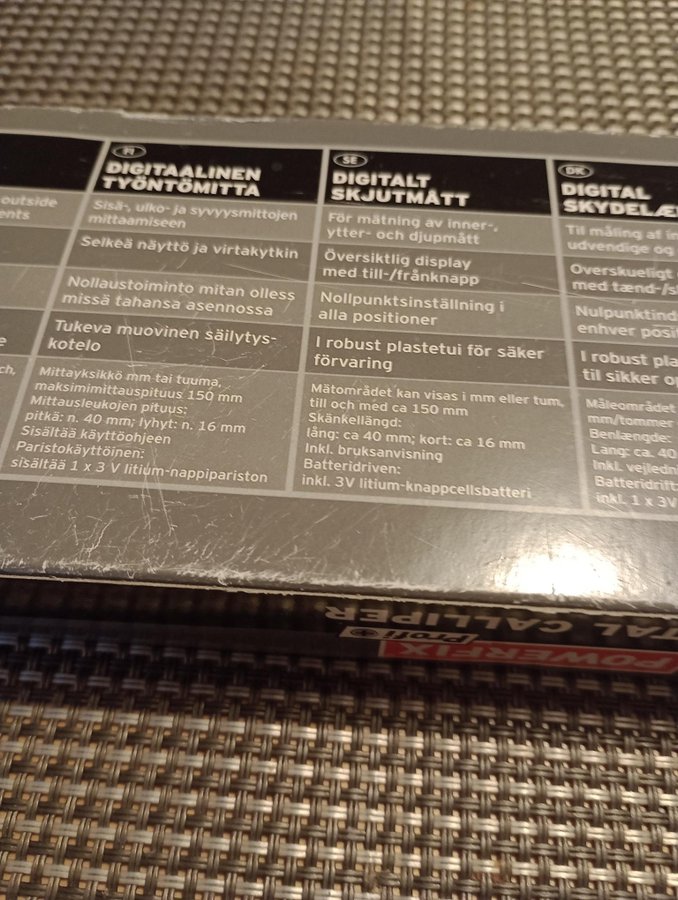 outside
ents
e
ch,
FI
DIGITAALINEN
TYÖNTÖMITTA
Sisä-, ulko- ja syvyysmittojen
mittaamiseen
Selkeä näyttö ja virtakytkin
Nollaustoiminto mitan olless
missä tahansa asennossa
Tukeva muovinen säilytys-
kotelo
Mittayksikkö mm tai tuuma,
maksimimittauspituus 150 mm
Mittausleukojen pituus:
pitkä: n. 40 mm; lyhyt: n. 16 mm
Sisältää käyttöohjeen
Paristokäyttöinen:
sisältää 1 x 3 V litium-nappipariston
SE
DIGITALT
SKJUTMÅTT
För mätning av inner-,
ytter- och djupmått
Översiktlig display
med till-/frånknapp
Nollpunktsinställning i
alla positioner
I robust plastetui för säker
förvaring
Mätområdet kan visas i mm eller tum,
till och med ca 150 mm
Skänkellängd:
lång: ca 40 mm; kort: ca 16 mm
Inkl. bruksanvisning
Batteridriven:
inkl. 3V litium-knappcellsbatteri
DK
DIGITAL
SKYDELÆ
Til måling af in
udvendige og
Overskueligt
med tænd-/s
Nulpunktind
enhver posit
I robust pla
til sikker op
Måleområdet
mm/tommer
Benlængde:
Lang: ca. 40
Inkl. vejledn
Batteridrift:
inkl. 1 x 3V
TAL CALLIPER
Profi
POWERFIX